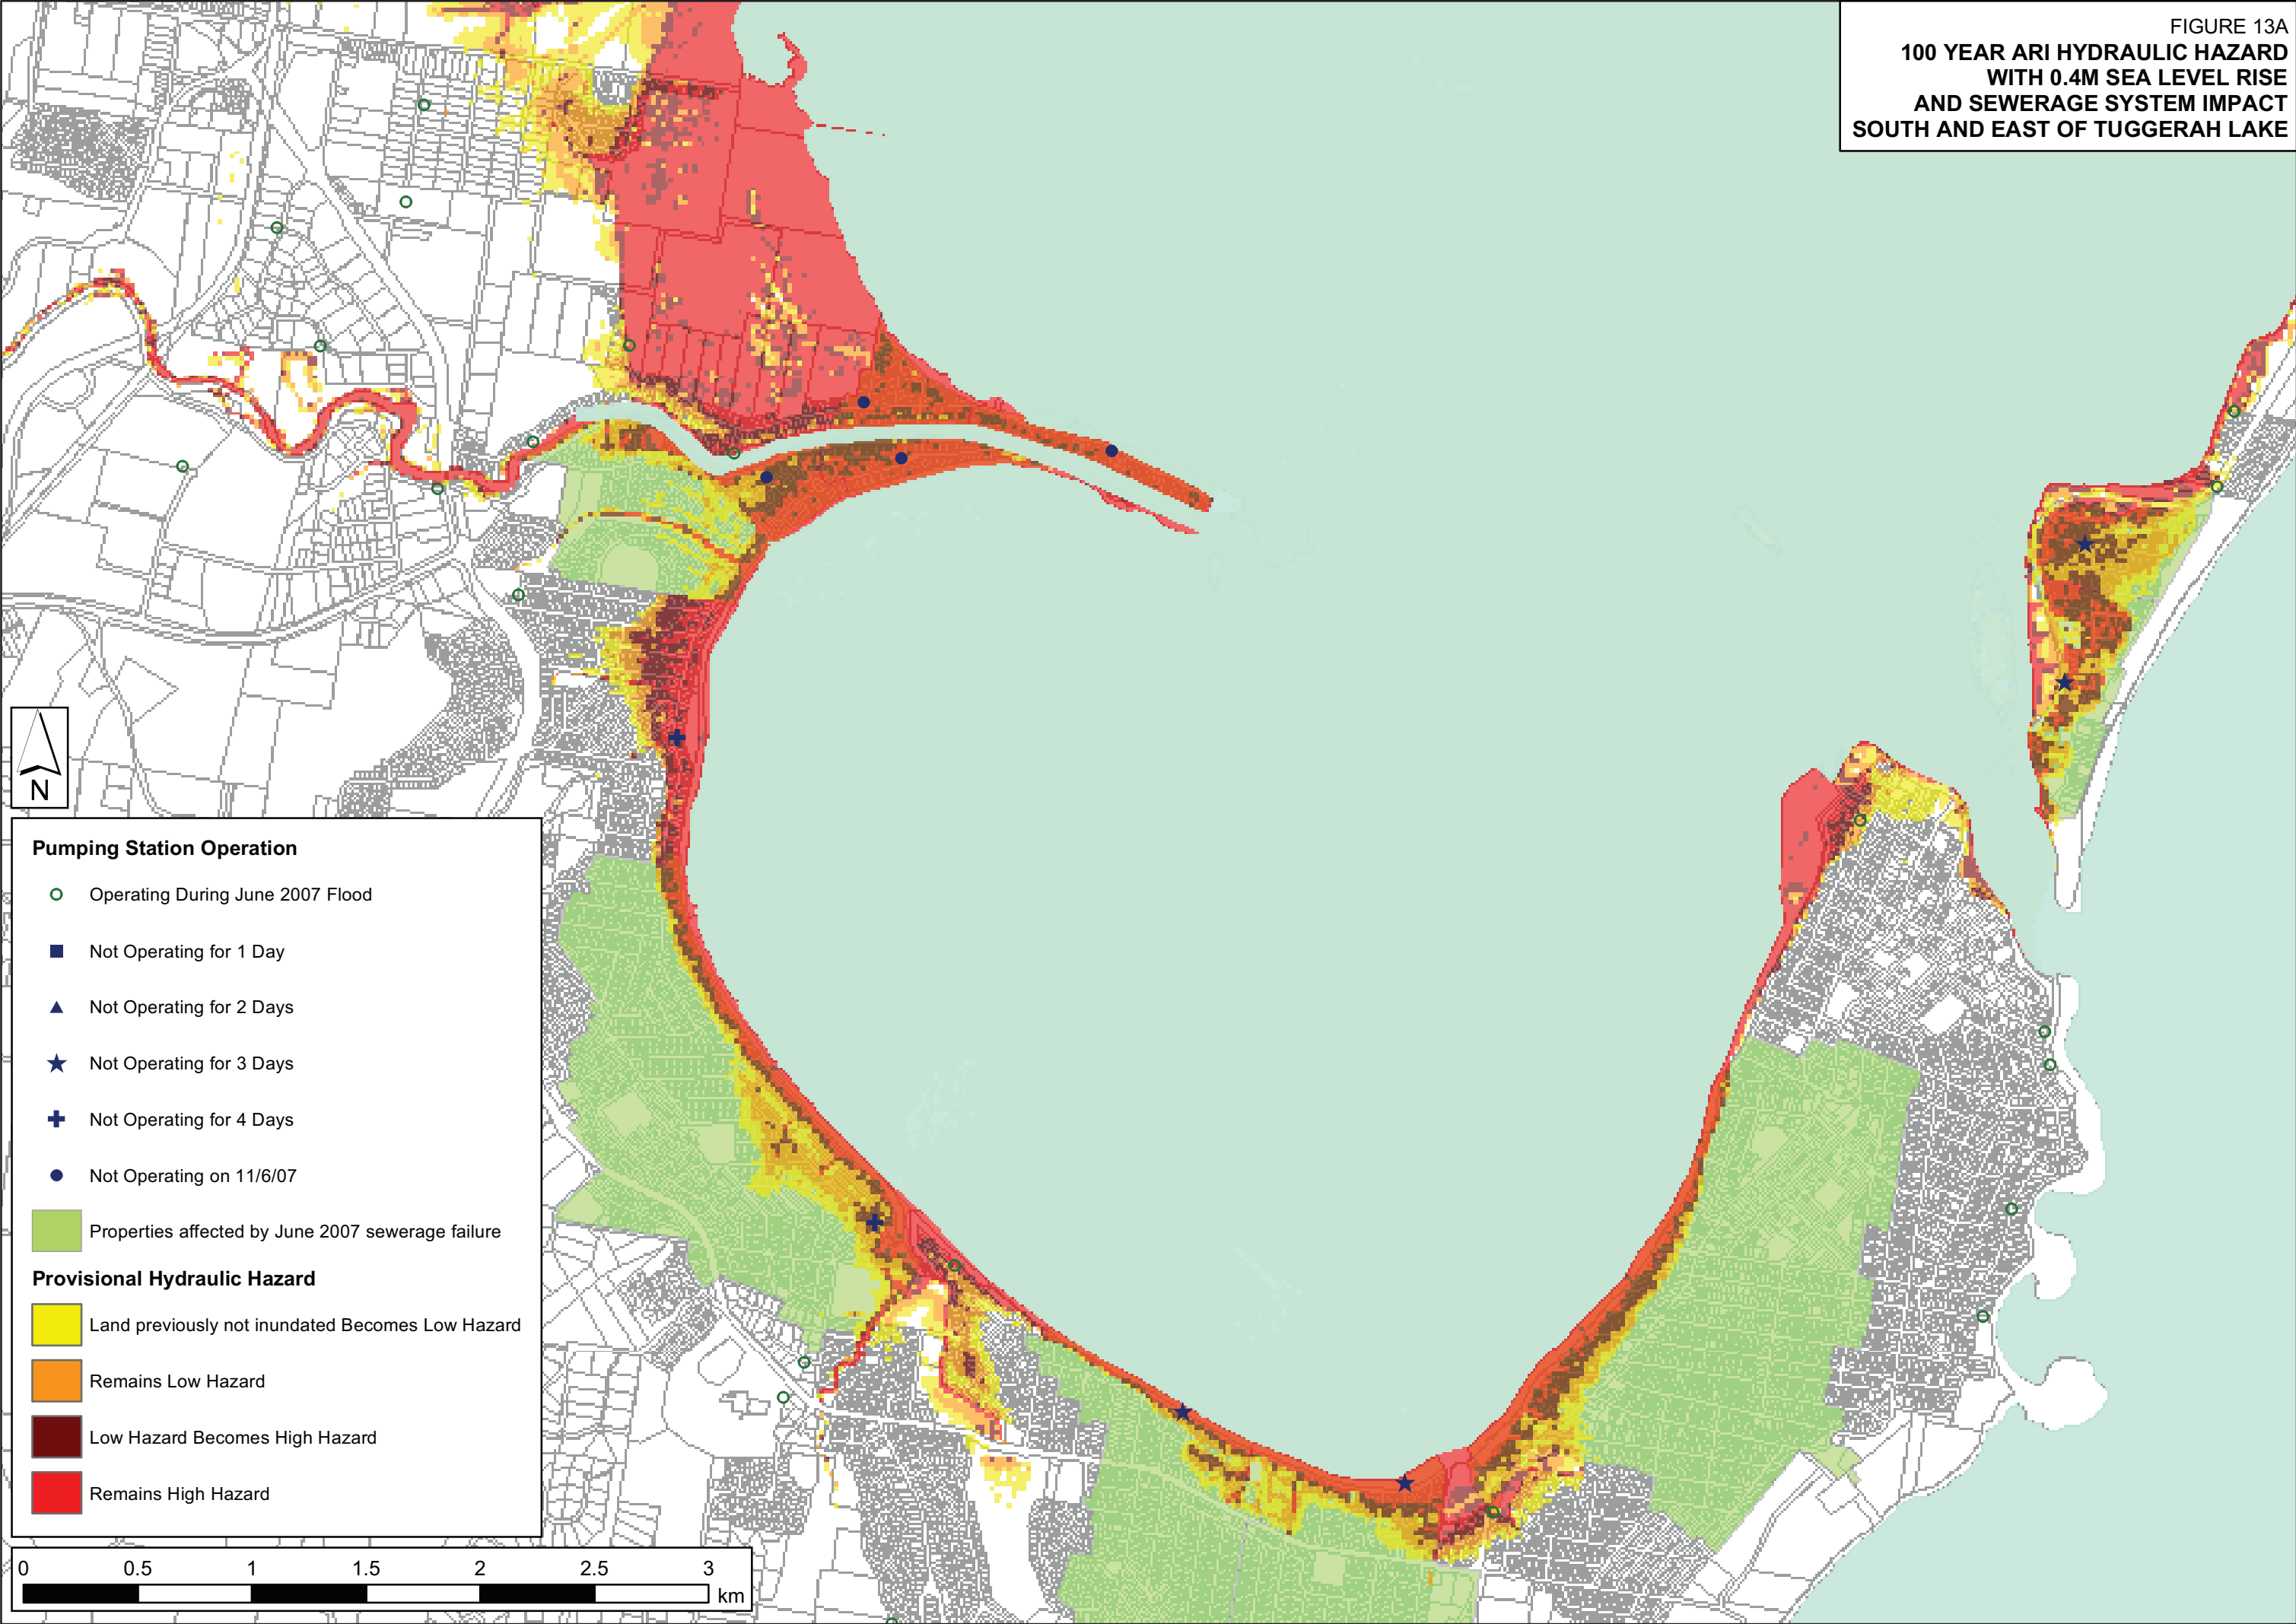 FIGURE 13A
100 YEAR ARI HYDRAULIC HAZARD
WITH 0.4M SEA LEVEL RISE
AND SEWERAGE SYSTEM IMPACT
SOUTH AND EAST OF TUGGERAH LAKE
N
Pumping Station Operation
Operating During June 2007 Flood
Not Operating for 1 Day
Not Operating for 2 Days
Not Operating for 3 Days
Not Operating for 4 Days
Not Operating on 11/6/07
Properties affected by June 2007 sewerage failure
Provisional Hydraulic Hazard
Land previously not inundated Becomes Low Hazard
Remains Low Hazard
Low Hazard Becomes High Hazard
Remains High Hazard
0 0.5 1 1.5 2 2.5 3
km